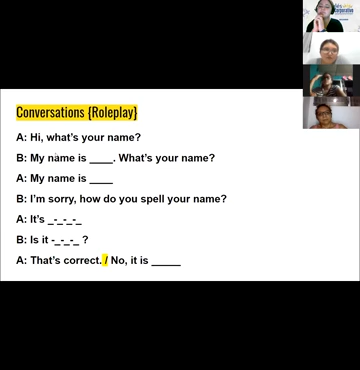 Conversations {Roleplay}
A: Hi, what's your name?
B: My name is ____. What's your name?
A: My name is ____
B: I'm sorry, how do you spell your name?
A: It's _-_-_-_
B: Is it -_-_-_ ?
A: That's correct. / No, it is _____